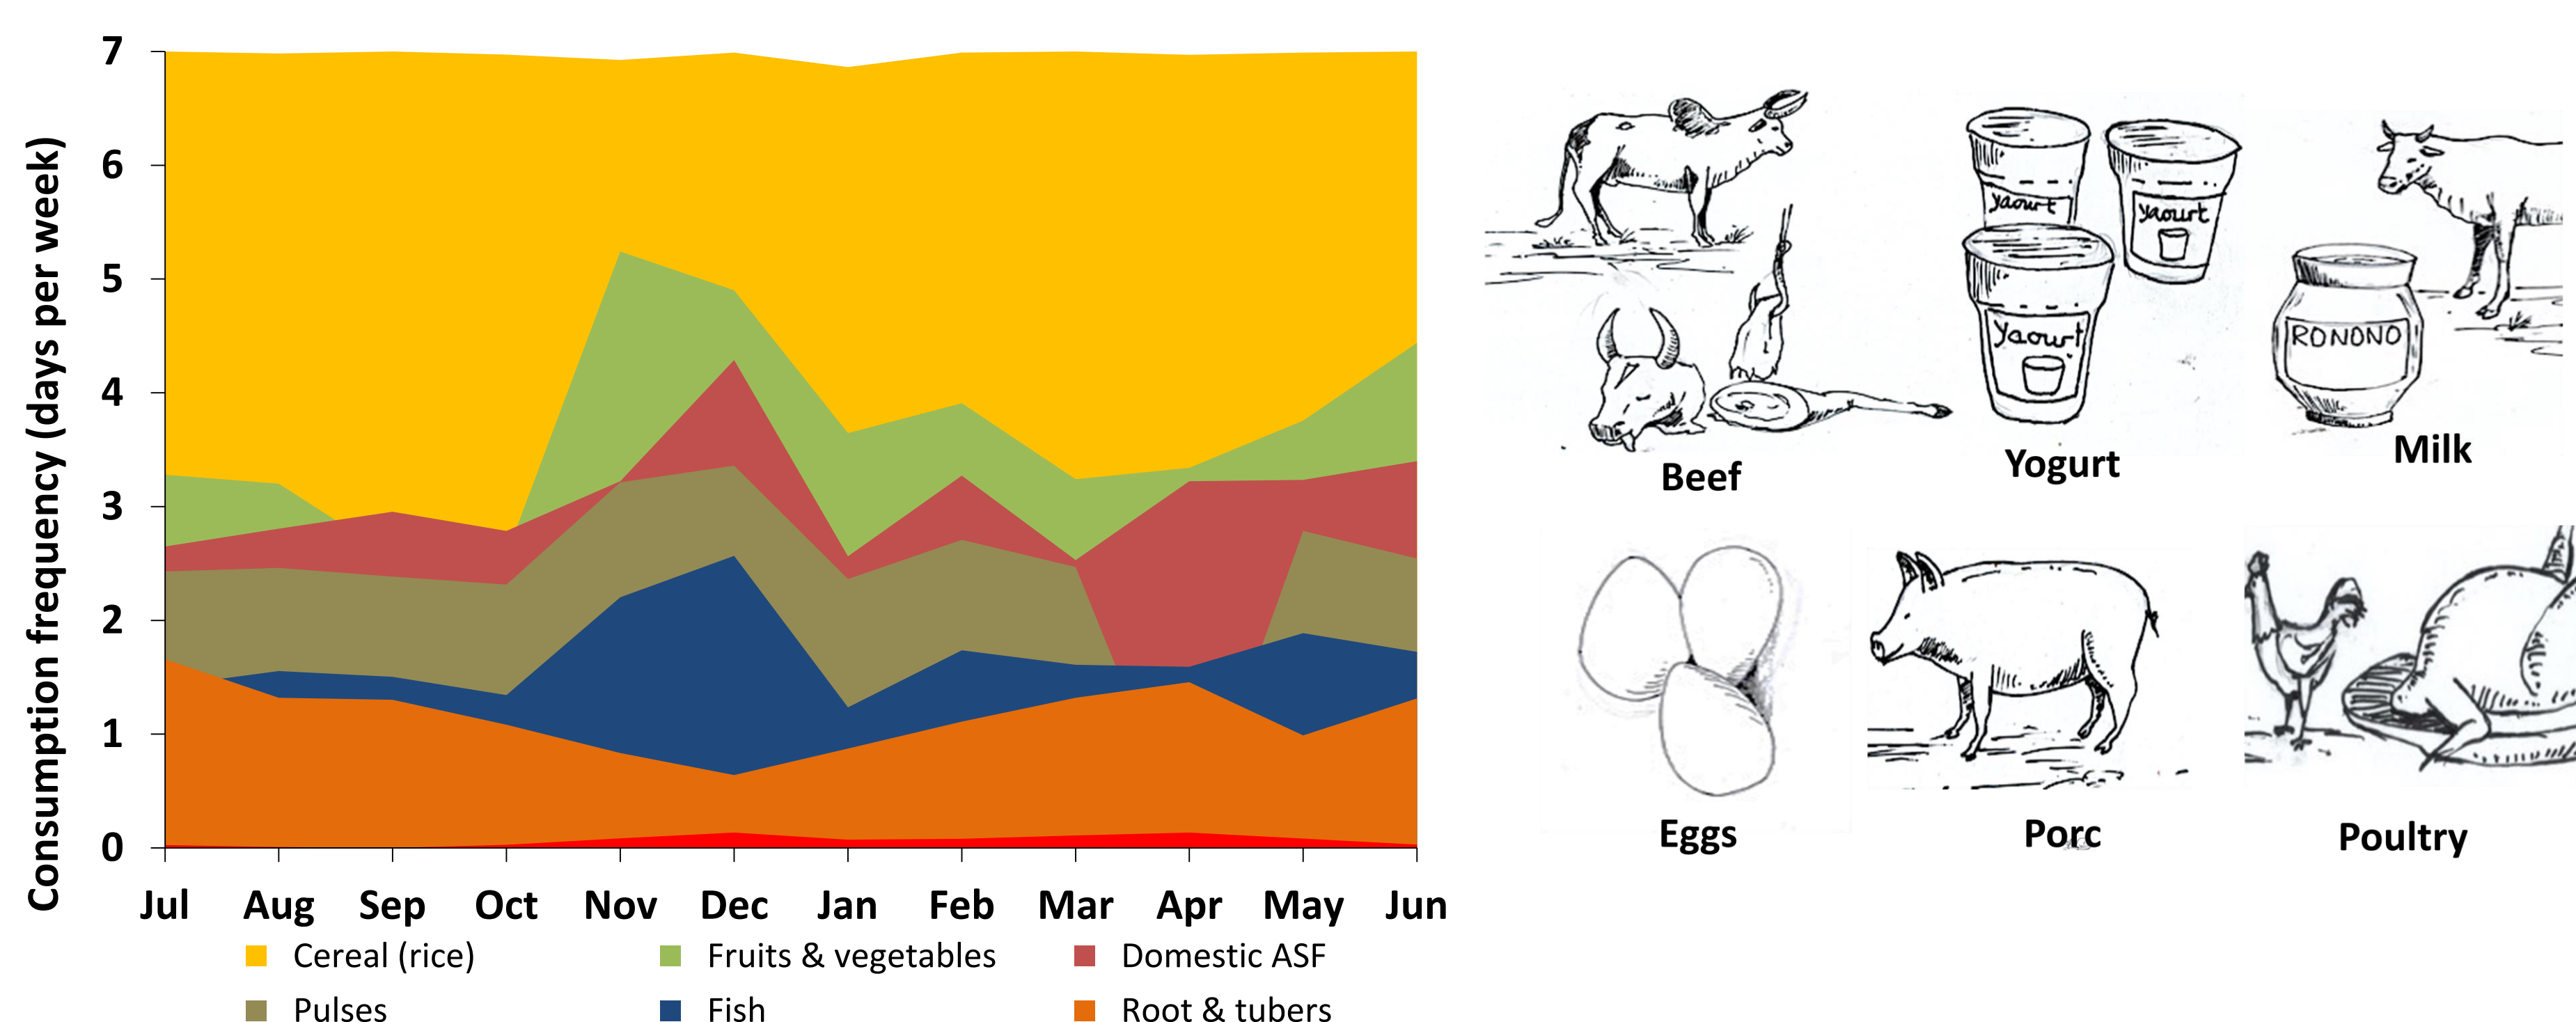 Consumption frequency (days per week)
7
6
5
4
3
2
1
0
Jul Aug Sep Oct Nov Dec Jan Feb Mar Apr May Jun
Cereal (rice) Fruits & vegetables Domestic ASF
Pulses Fish Root & tubers
yaourt
yaourt
yaourt
RONONO
Beef
Yogurt
Milk
Eggs
Porc
Poultry